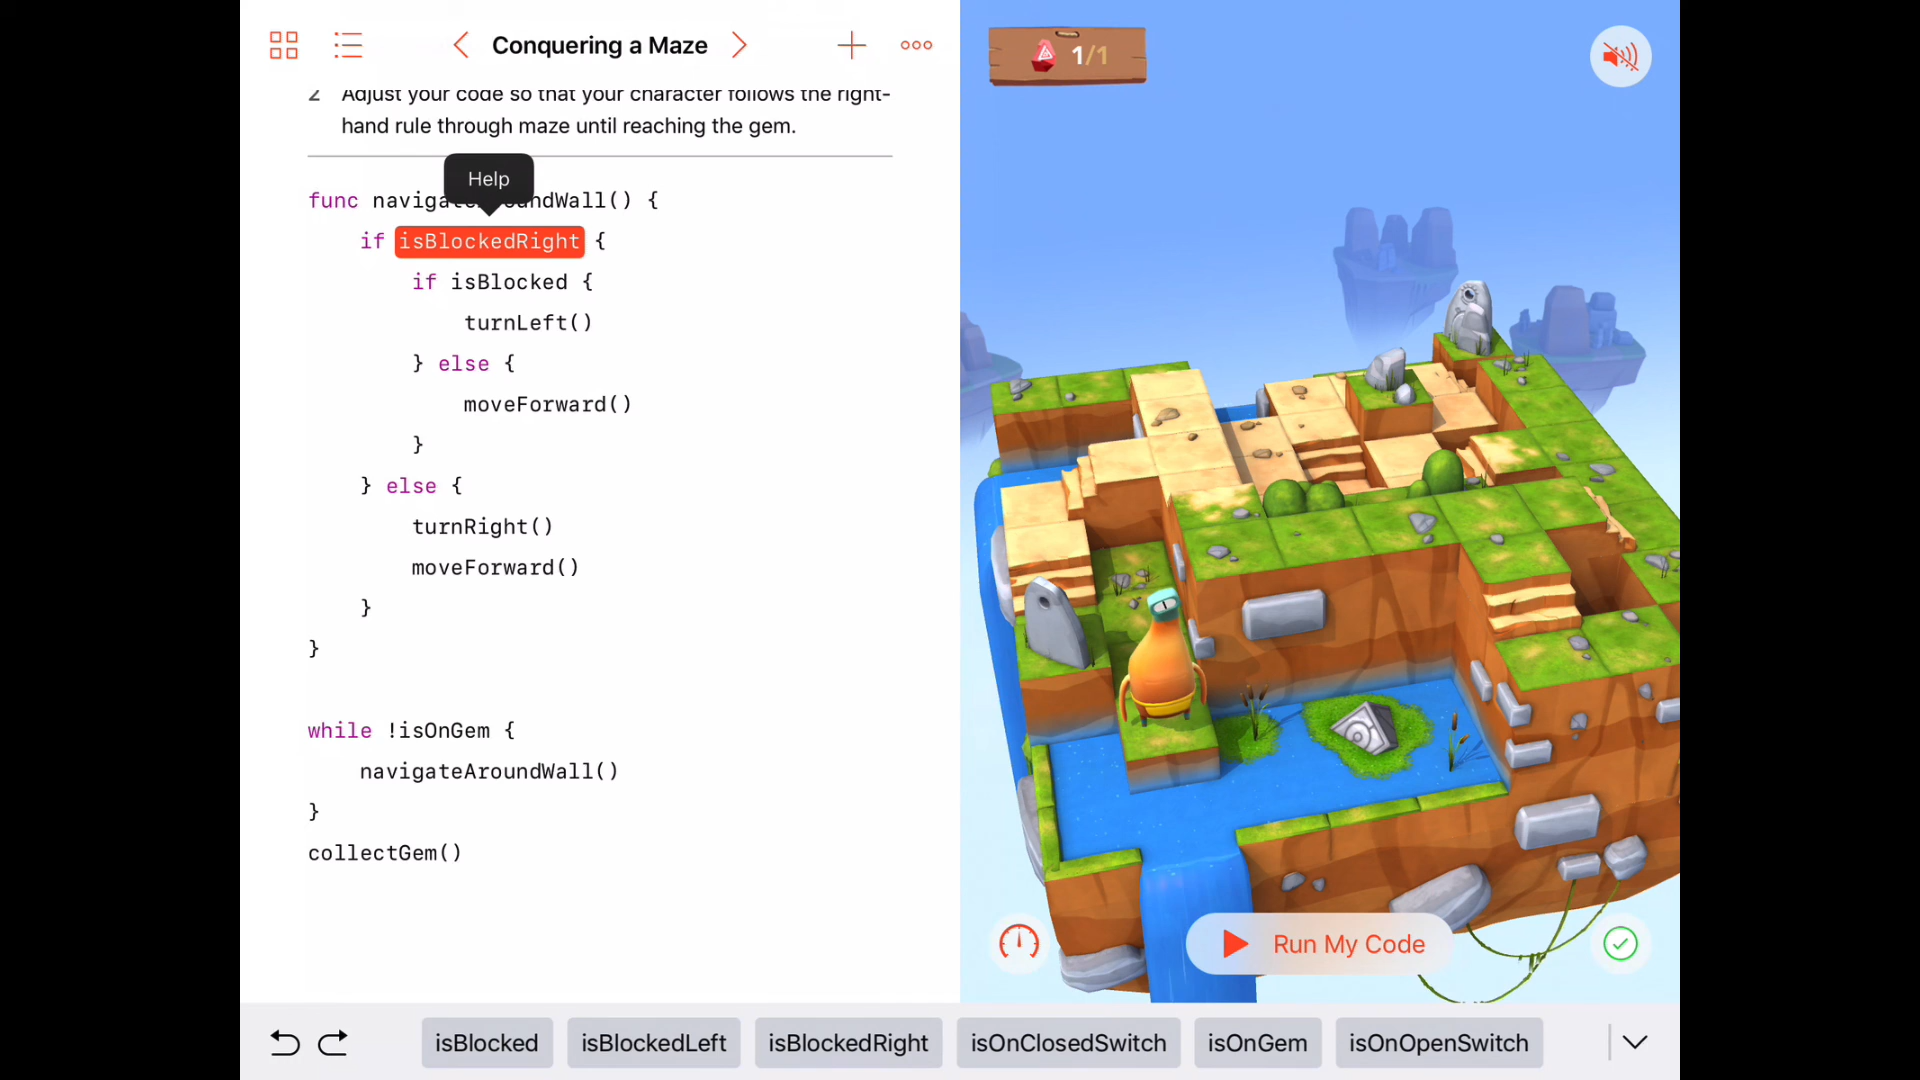 Conquering a Maze
2 Adjust your code so that your character follows the right-
hand rule through maze until reaching the gem.
Help
func navigateAroundWall() {
if isBlockedRight {
if isBlocked {
turnLeft()
} else {
moveForward()
}
} else {
turnRight()
moveForward()
}
}
while !isOnGem {
navigateAroundWall()
}
collectGem()
1/1
Run My Code
isBlocked isBlockedLeft isBlockedRight isOnClosedSwitch isOnGem isOnOpenSwitch